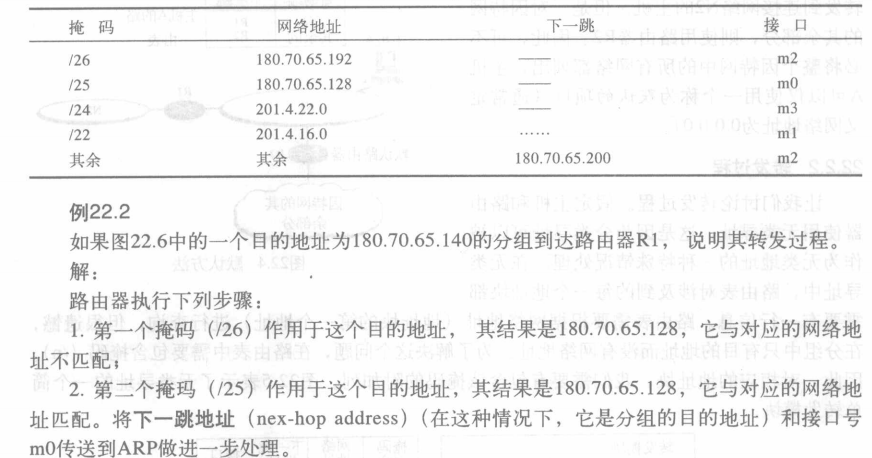 掩 码 网络地址 下一跳 接 口
/26 180.70.65.192 —— m2
/25 180.70.65.128 —— m0
/24 201.4.22.0 —— m3
/22 201.4.16.0 …… m1
其余 其余 180.70.65.200 m2
例22.2
如果图22.6中的一个目的地址为180.70.65.140的分组到达路由器R1， 说明其转发过程。
解：
路由器执行下列步骤：
1. 第一个掩码（/26）作用于这个目的地址， 其结果是180.70.65.128，它与对应的网络地
址不匹配；
2. 第二个掩码（/25）作用于这个目的地址，其结果是180.70.65.128，它与对应的网络地
址匹配。将下一跳地址（nex-hop address）（在这种情况下，它是分组的目的地址）和接口号
m0传送到ARP做进一步处理。